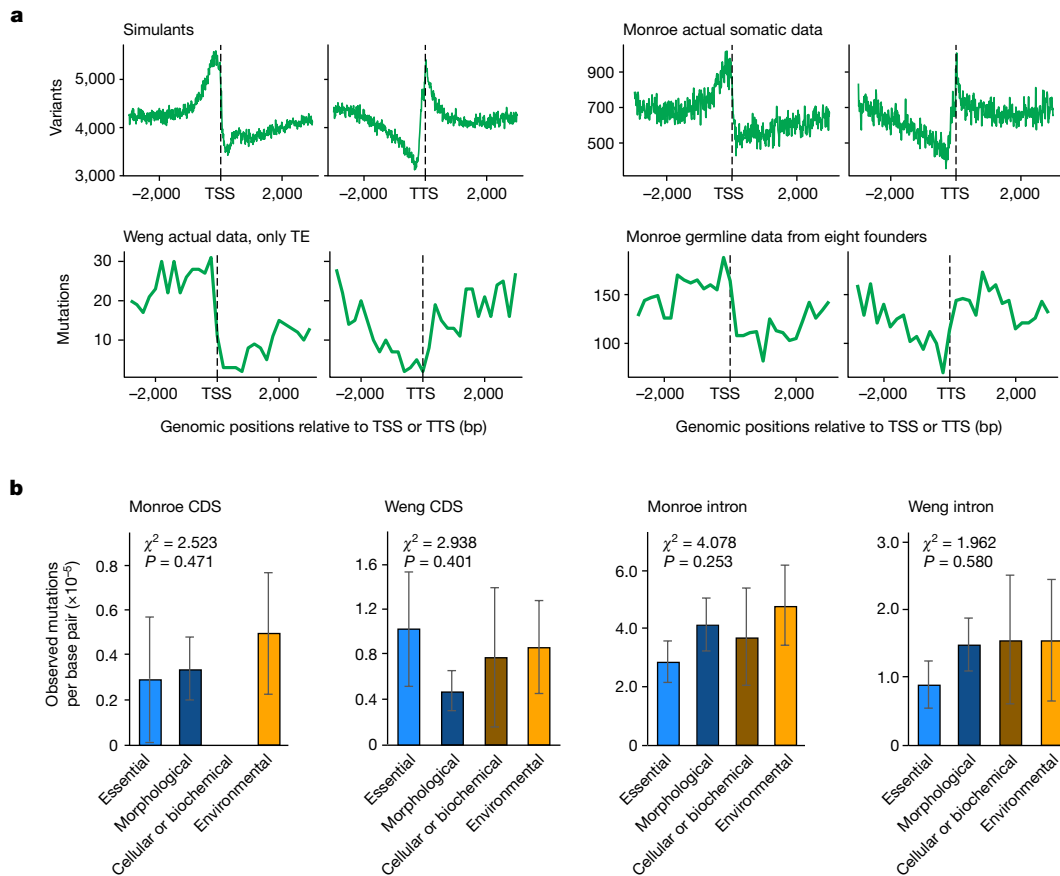 a
Simulants
Monroe actual somatic data
Variants
5,000
4,000
3,000
−2,000 TSS 2,000
TTS 2,000
900
700
500
−2,000 TSS 2,000
TTS 2,000
Weng actual data, only TE
Monroe germline data from eight founders
Mutations
30
20
10
−2,000 TSS 2,000
TTS 2,000
150
100
−2,000 TSS 2,000
TTS 2,000
Genomic positions relative to TSS or TTS (bp)
Genomic positions relative to TSS or TTS (bp)
b
Observed mutations
per base pair (×10⁻⁵)
Monroe CDS
χ² = 2.523
P = 0.471
0.8
0.6
0.4
0.2
0
Essential
Morphological
Cellular or biochemical
Environmental
Weng CDS
χ² = 2.938
P = 0.401
1.6
1.2
0.8
0.4
0
Essential
Morphological
Cellular or biochemical
Environmental
Monroe intron
χ² = 4.078
P = 0.253
6.0
4.0
2.0
0
Essential
Morphological
Cellular or biochemical
Environmental
Weng intron
χ² = 1.962
P = 0.580
3.0
2.0
1.0
0
Essential
Morphological
Cellular or biochemical
Environmental